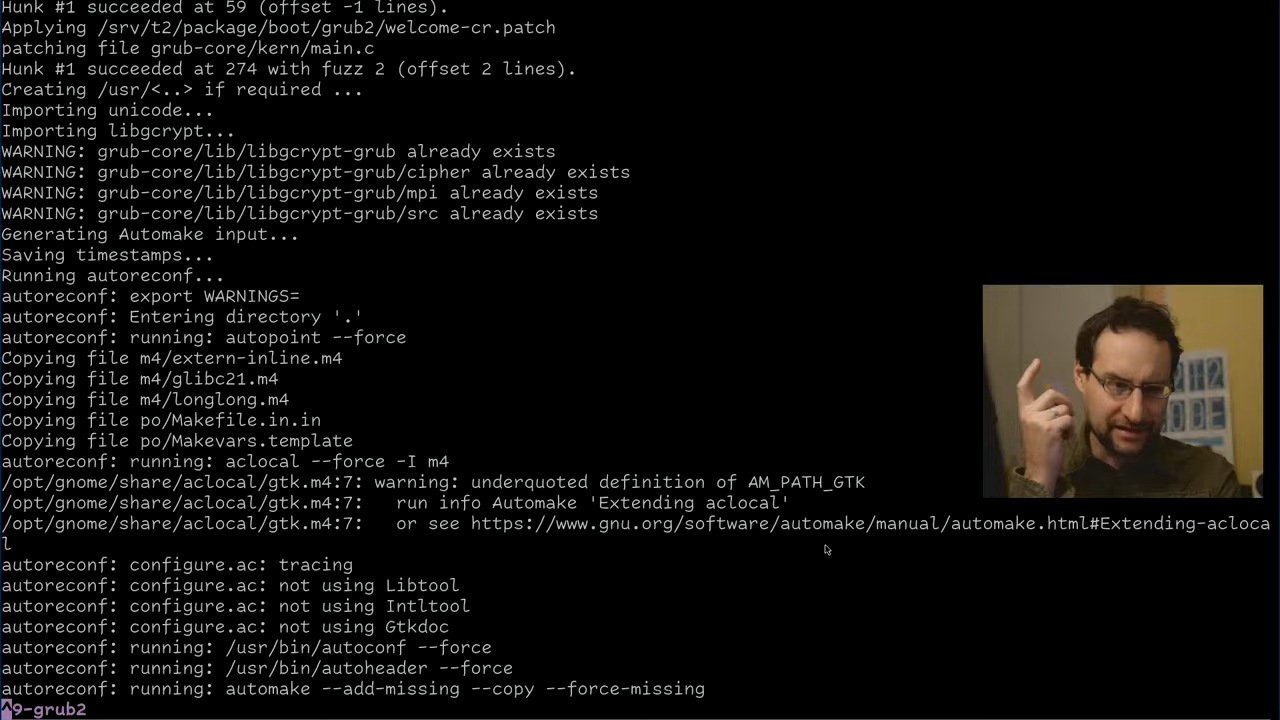 Hunk #1 succeeded at 59 (offset -1 lines).
Applying /srv/t2/package/boot/grub2/welcome-cr.patch
patching file grub-core/kern/main.c
Hunk #1 succeeded at 274 with fuzz 2 (offset 2 lines).
Creating /usr/<..> if required ...
Importing unicode...
Importing libgcrypt...
WARNING: grub-core/lib/libgcrypt-grub already exists
WARNING: grub-core/lib/libgcrypt-grub/cipher already exists
WARNING: grub-core/lib/libgcrypt-grub/mpi already exists
WARNING: grub-core/lib/libgcrypt-grub/src already exists
Generating Automake input...
Saving timestamps...
Running autoreconf...
autoreconf: export WARNINGS=
autoreconf: Entering directory '.'
autoreconf: running: autopoint --force
Copying file m4/extern-inline.m4
Copying file m4/glibc21.m4
Copying file m4/longlong.m4
Copying file po/Makefile.in.in
Copying file po/Makevars.template
autoreconf: running: aclocal --force -I m4
/opt/gnome/share/aclocal/gtk.m4:7: warning: underquoted definition of AM_PATH_GTK
/opt/gnome/share/aclocal/gtk.m4:7:   run info Automake 'Extending aclocal'
/opt/gnome/share/aclocal/gtk.m4:7:   or see https://www.gnu.org/software/automake/manual/automake.html#Extending-acloca
l
autoreconf: configure.ac: tracing
autoreconf: configure.ac: not using Libtool
autoreconf: configure.ac: not using Intltool
autoreconf: configure.ac: not using Gtkdoc
autoreconf: running: /usr/bin/autoconf --force
autoreconf: running: /usr/bin/autoheader --force
autoreconf: running: automake --add-missing --copy --force-missing
^9-grub2